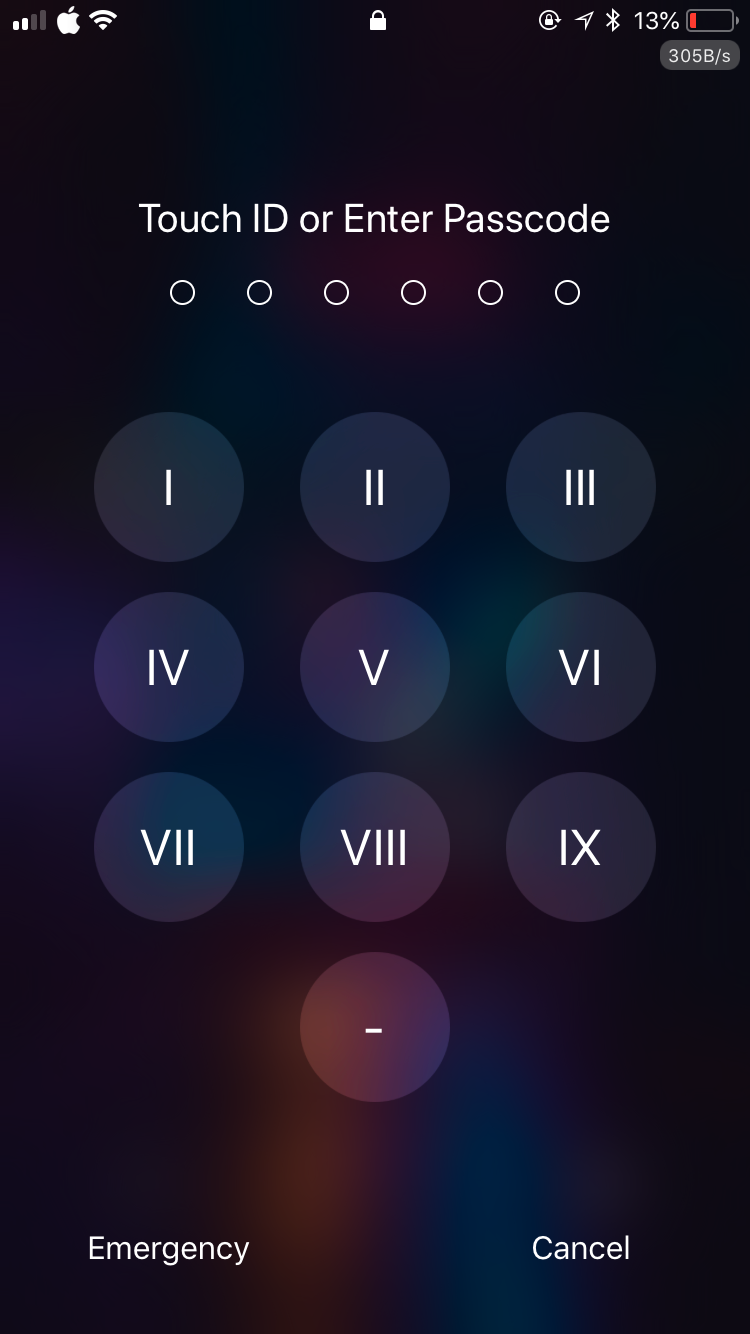 13%
305B/s
Touch ID or Enter Passcode
I II III
IV V VI
VII VIII IX
-
Emergency Cancel